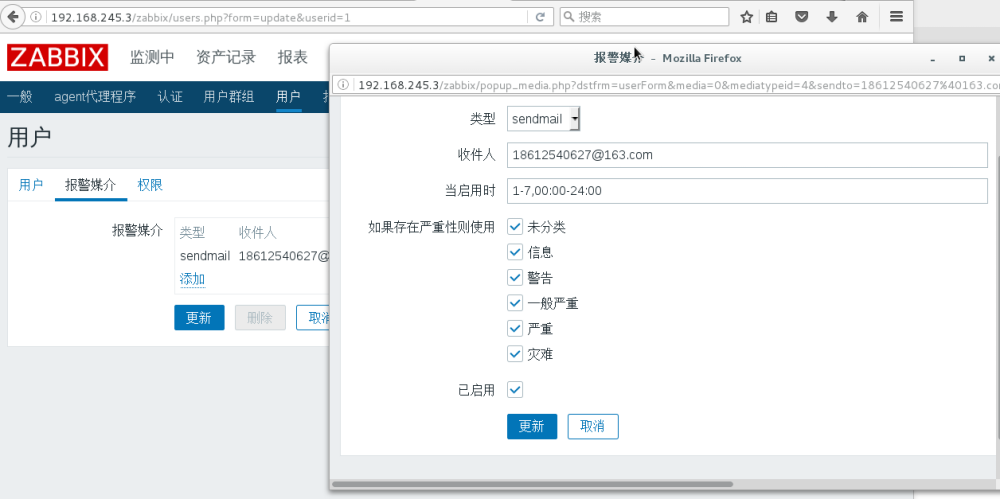 192.168.245.3/zabbix/users.php?form=update&userid=1
搜索
ZABBIX 监测中 资产记录 报表
报警媒介 - Mozilla Firefox
192.168.245.3/zabbix/popup_media.php?dstfrm=userForm&media=0&mediatypeid=4&sendto=18612540627%40163.co
一般 agent代理程序 认证 用户群组 用户
用户
用户 报警媒介 权限
报警媒介 类型 收件人
sendmail 18612540627@
添加
更新 删除 取消
类型 sendmail
收件人 18612540627@163.com
当启用时 1-7,00:00-24:00
如果存在严重性则使用 未分类
信息
警告
一般严重
严重
灾难
已启用
更新 取消